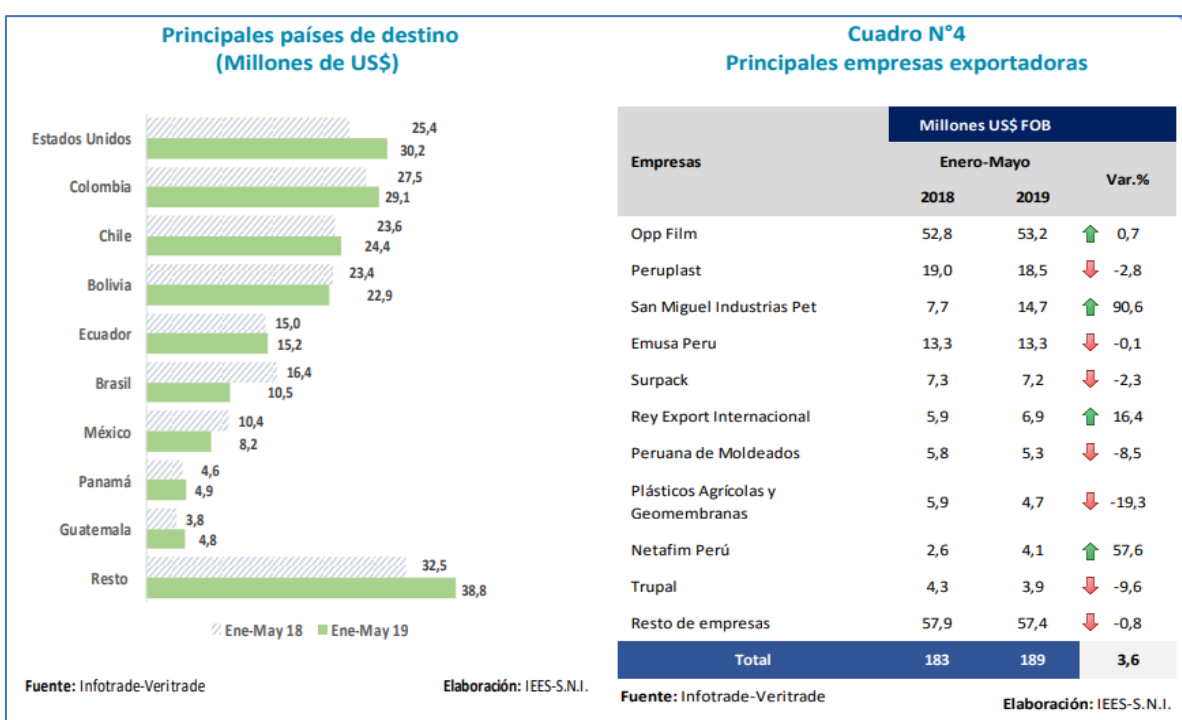 Principales países de destino
(Millones de US$)
Estados Unidos
25,4
30,2
Colombia
27,5
29,1
Chile
23,6
24,4
Bolivia
23,4
22,9
Ecuador
15,0
15,2
Brasil
16,4
10,5
México
10,4
8,2
Panamá
4,6
4,9
Guatemala
3,8
4,8
Resto
32,5
38,8
Ene-May 18 Ene-May 19
Fuente: Infotrade-Veritrade Elaboración: IEES-S.N.I.
Cuadro N°4
Principales empresas exportadoras
Millones US$ FOB
Empresas Enero-Mayo Var.%
2018 2019
Opp Film 52,8 53,2 0,7
Peruplast 19,0 18,5 -2,8
San Miguel Industrias Pet 7,7 14,7 90,6
Emusa Peru 13,3 13,3 -0,1
Surpack 7,3 7,2 -2,3
Rey Export Internacional 5,9 6,9 16,4
Peruana de Moldeados 5,8 5,3 -8,5
Plásticos Agrícolas y
Geomembranas 5,9 4,7 -19,3
Netafim Perú 2,6 4,1 57,6
Trupal 4,3 3,9 -9,6
Resto de empresas 57,9 57,4 -0,8
Total 183 189 3,6
Fuente: Infotrade-Veritrade Elaboración: IEES-S.N.I.